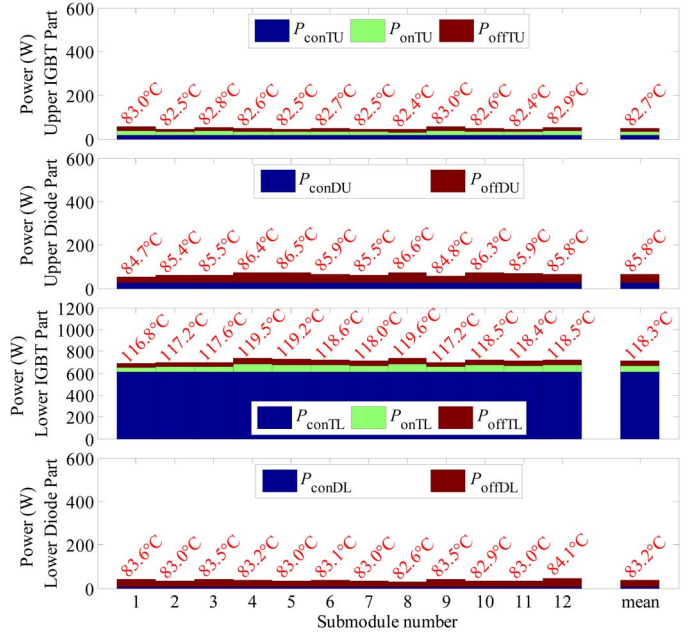 600
400
200
0
Power (W)
Upper IGBT Part
PconTU PonTU PoffTU
83.0°C 82.5°C 82.8°C 82.6°C 82.5°C 82.7°C 82.5°C 82.4°C 83.0°C 82.6°C 82.4°C 82.9°C 82.7°C
600
400
200
0
Power (W)
Upper Diode Part
PconDU PoffDU
84.7°C 85.4°C 85.5°C 86.4°C 86.5°C 85.9°C 85.5°C 86.6°C 84.8°C 86.3°C 85.9°C 85.8°C 85.8°C
1200
1000
800
600
400
200
0
Power (W)
Lower IGBT Part
116.8°C 117.2°C 117.6°C 119.5°C 119.2°C 118.6°C 118.0°C 119.6°C 117.2°C 118.5°C 118.4°C 118.5°C 118.3°C
PconTL PonTL PoffTL
600
400
200
0
Power (W)
Lower Diode Part
PconDL PoffDL
83.6°C 83.0°C 83.5°C 83.2°C 83.0°C 83.1°C 83.0°C 82.6°C 83.5°C 82.9°C 83.0°C 84.1°C 83.2°C
1 2 3 4 5 6 7 8 9 10 11 12 mean
Submodule number